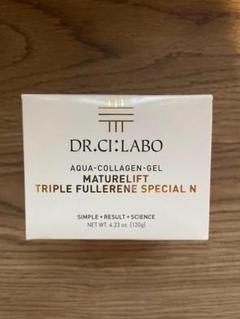 DR.CI:LABO
AQUA-COLLAGEN-GEL
MATURELIFT
TRIPLE FULLERENE SPECIAL N
SIMPLE • RESULT • SCIENCE
NET WT. 4.23 oz. (120g)